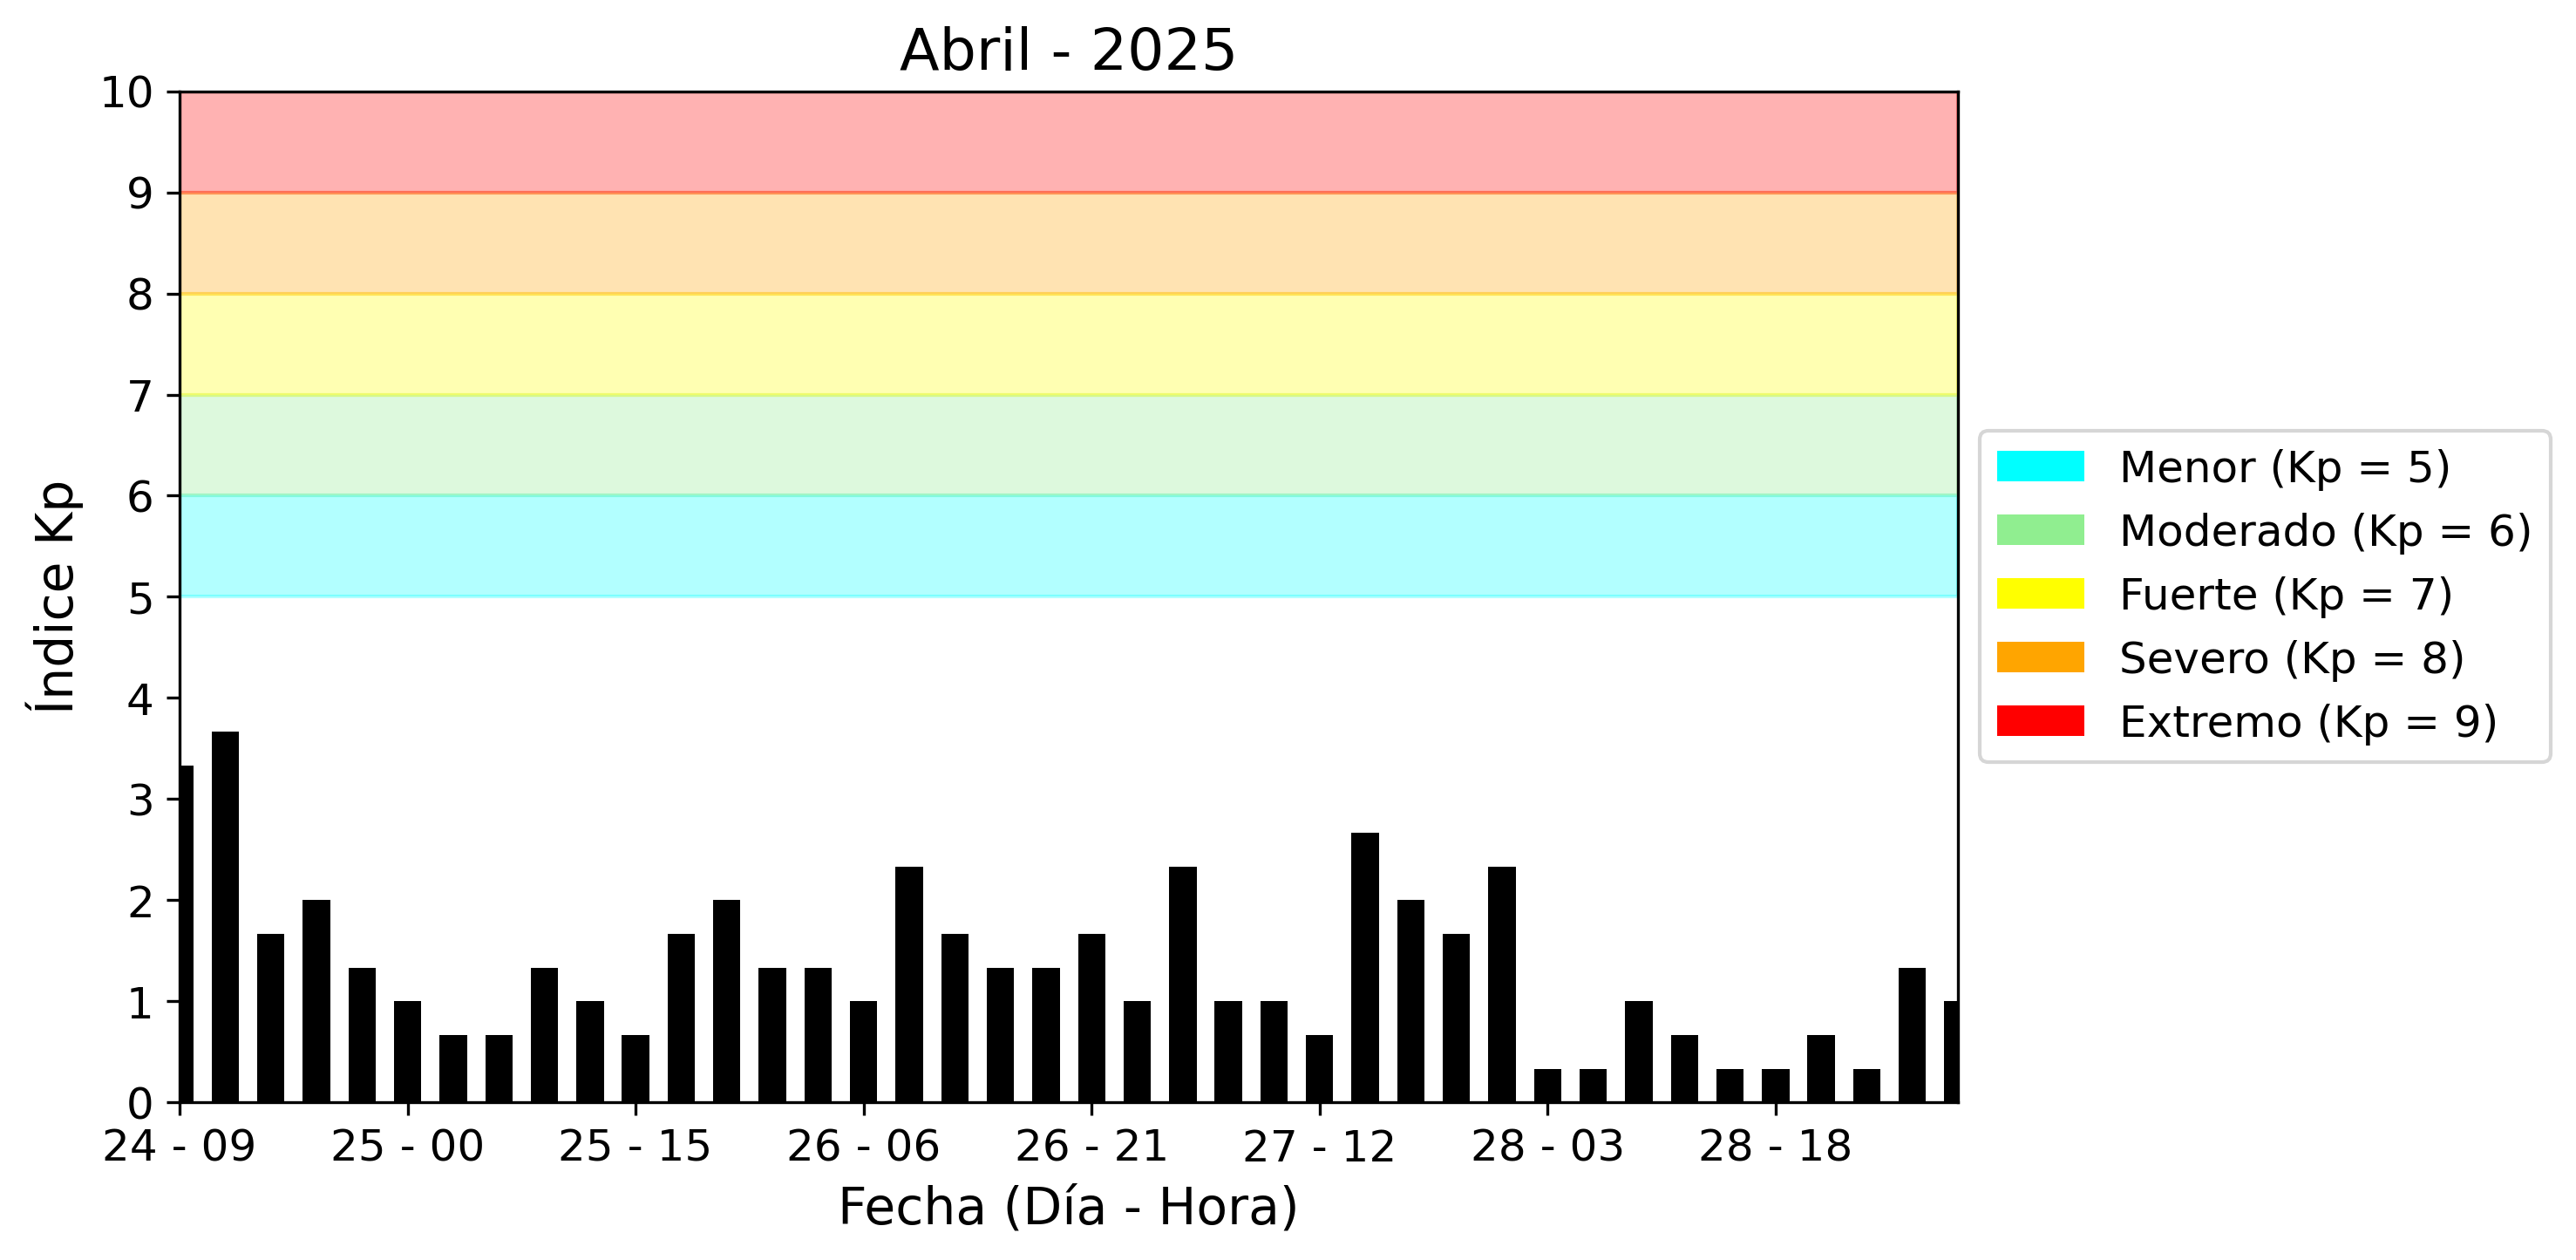 Abril - 2025
10
9
8
7
6
5
4
3
2
1
0
Índice Kp
24 - 09
25 - 00
25 - 15
26 - 06
26 - 21
27 - 12
28 - 03
28 - 18
Fecha (Día - Hora)
Menor (Kp = 5)
Moderado (Kp = 6)
Fuerte (Kp = 7)
Severo (Kp = 8)
Extremo (Kp = 9)